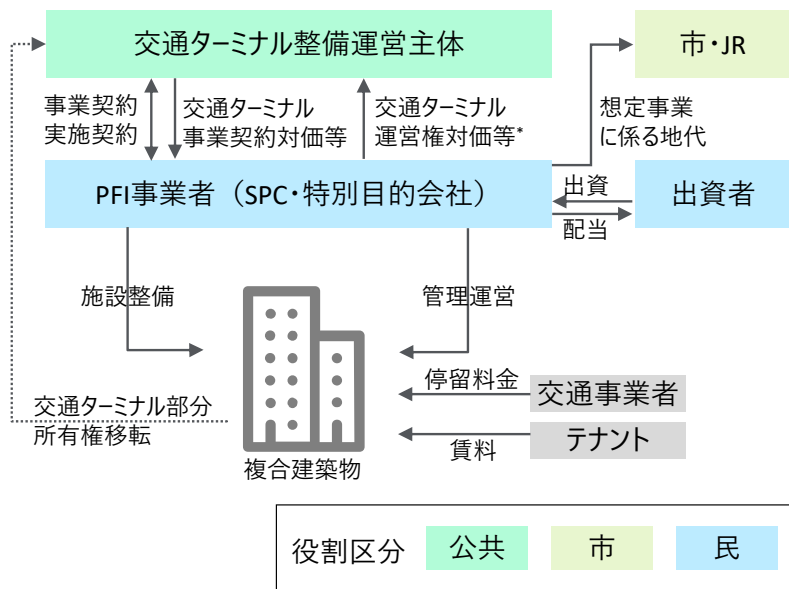 交通ターミナル整備運営主体
市・JR
事業契約
実施契約
交通ターミナル
事業契約対価等
交通ターミナル
運営権対価等*
想定事業
に係る地代
PFI事業者（SPC・特別目的会社）
出資
配当
出資者
施設整備
管理運営
停留料金
交通事業者
賃料
テナント
交通ターミナル部分
所有権移転
複合建築物
役割区分
公共
市
民